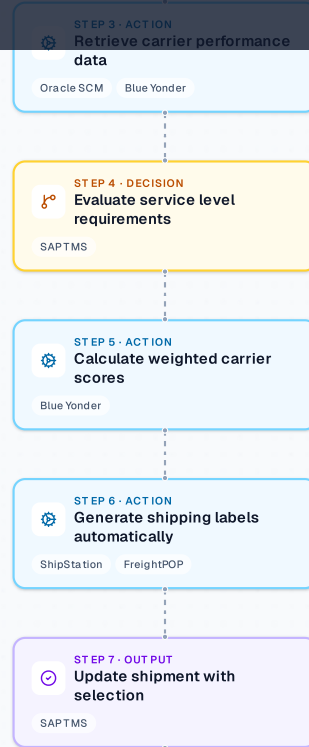 STEP 3 · ACTION
Retrieve carrier performance
data
Oracle SCM Blue Yonder
STEP 4 · DECISION
Evaluate service level
requirements
SAP TMS
STEP 5 · ACTION
Calculate weighted carrier
scores
Blue Yonder
STEP 6 · ACTION
Generate shipping labels
automatically
ShipStation FreightPOP
STEP 7 · OUTPUT
Update shipment with
selection
SAP TMS